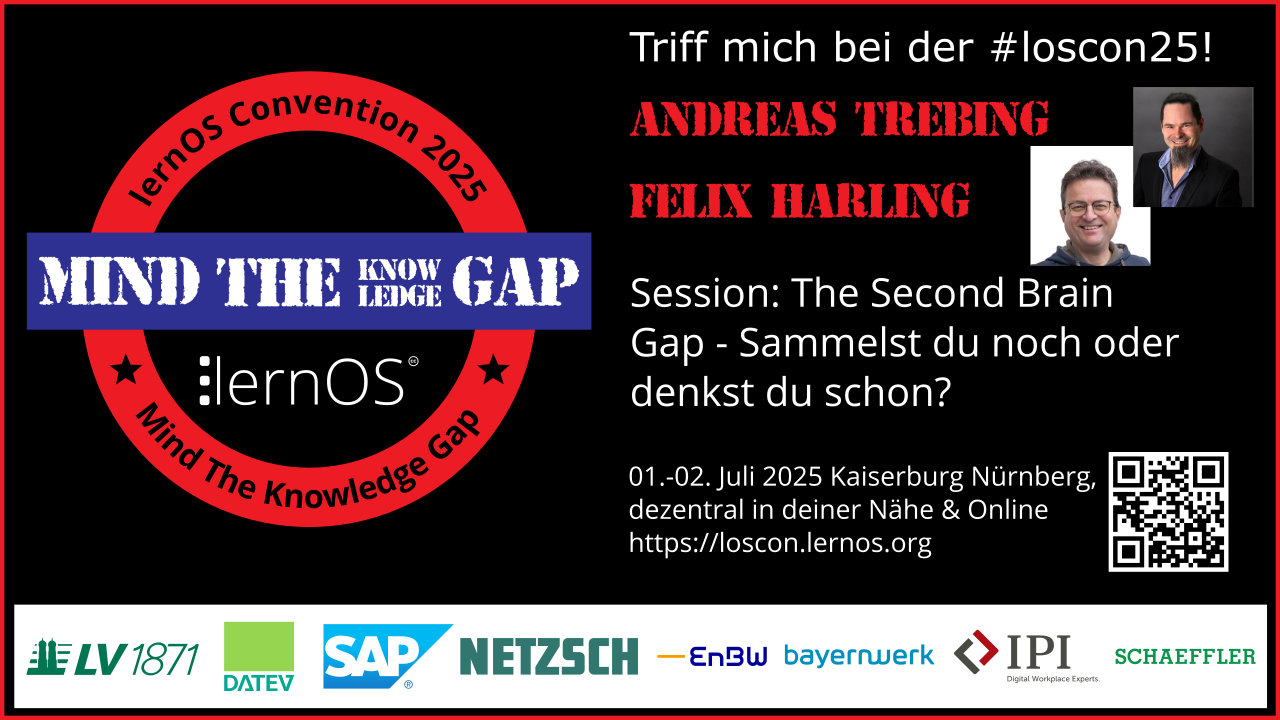 lernOS Convention 2025
MIND THE KNOW LEDGE GAP
lernOS
Mind The Knowledge Gap
Triff mich bei der #loscon25!
ANDREAS TREBING
FELIX HARLING
Session: The Second Brain
Gap - Sammelst du noch oder
denkst du schon?
01.-02. Juli 2025 Kaiserburg Nürnberg,
dezentral in deiner Nähe & Online
https://loscon.lernos.org
LV 1871
DATEV
SAP®
NETZSCH
EnBW
bayernwerk
IPI
Digital Workplace Experts.
SCHAEFFLER